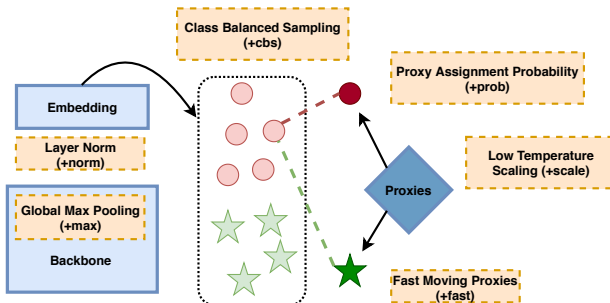 Class Balanced Sampling
(+cbs)
Proxy Assignment Probability
(+prob)
Embedding
Layer Norm
(+norm)
Low Temperature
Scaling (+scale)
Proxies
Global Max Pooling
(+max)
Backbone
Fast Moving Proxies
(+fast)